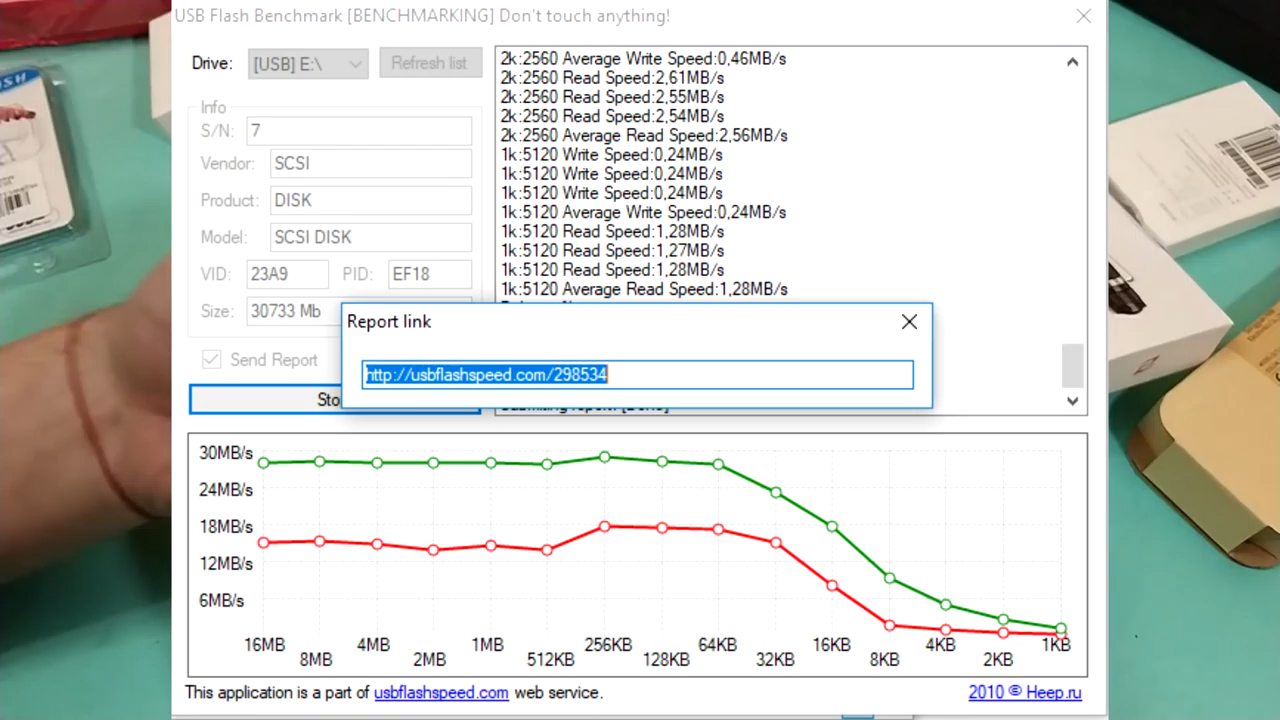 USB Flash Benchmark [BENCHMARKING] Don't touch anything!
Drive: [USB] E:\ Refresh list
Info
S/N: 7
Vendor: SCSI
Product: DISK
Model: SCSI DISK
VID: 23A9 PID: EF18
Size: 30733 Mb
Send Report
2k:2560 Average Write Speed:0,46MB/s
2k:2560 Read Speed:2,61MB/s
2k:2560 Read Speed:2,55MB/s
2k:2560 Read Speed:2,54MB/s
2k:2560 Average Read Speed:2,56MB/s
1k:5120 Write Speed:0,24MB/s
1k:5120 Write Speed:0,24MB/s
1k:5120 Write Speed:0,24MB/s
1k:5120 Average Write Speed:0,24MB/s
1k:5120 Read Speed:1,28MB/s
1k:5120 Read Speed:1,27MB/s
1k:5120 Read Speed:1,28MB/s
1k:5120 Average Read Speed:1,28MB/s
Report link
http://usbflashspeed.com/298534
30MB/s
24MB/s
18MB/s
12MB/s
6MB/s
16MB 8MB 4MB 2MB 1MB 512KB 256KB 128KB 64KB 32KB 16KB 8KB 4KB 2KB 1KB
This application is a part of usbflashspeed.com web service.
2010 © Heep.ru